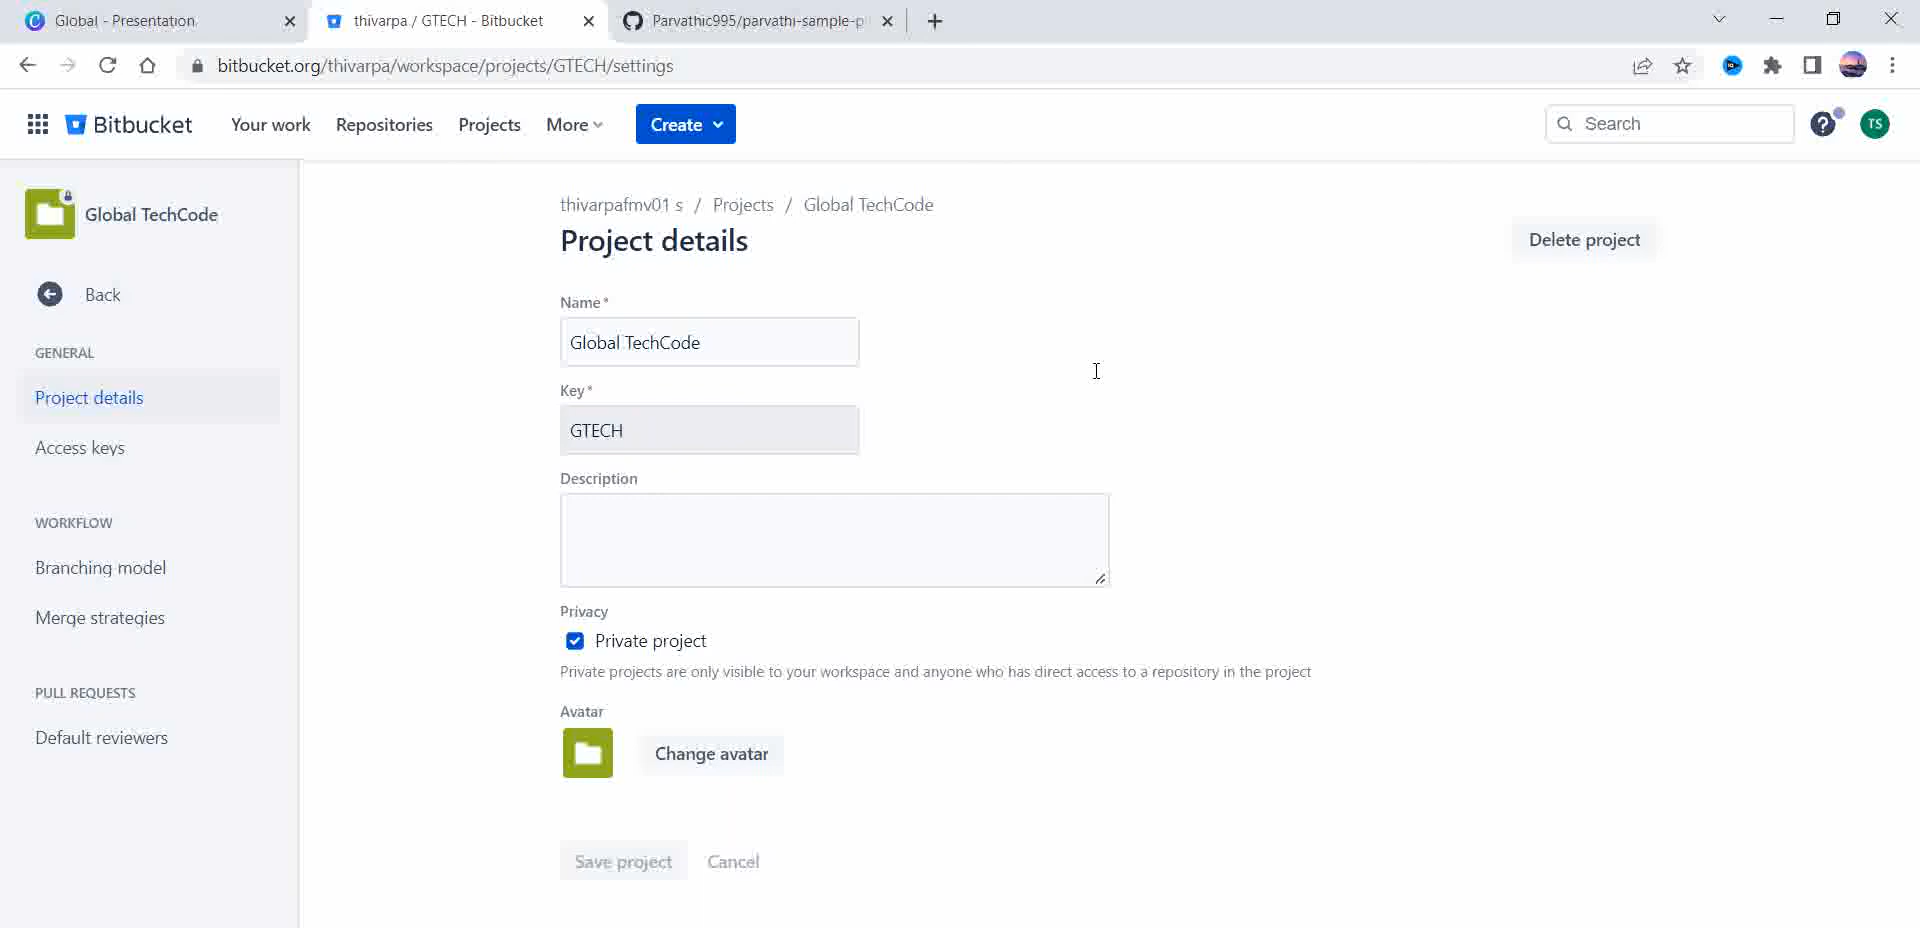 Global - Presentation
thivarpa / GTECH - Bitbucket
Parvathic995/parvathi-sample-p
bitbucket.org/thivarpa/workspace/projects/GTECH/settings
Bitbucket
Your work
Repositories
Projects
More
Create
Search
TS
Global TechCode
Back
GENERAL
Project details
Access keys
WORKFLOW
Branching model
Merge strategies
PULL REQUESTS
Default reviewers
thivarpafmv01 s / Projects / Global TechCode
Project details
Delete project
Name*
Global TechCode
Key*
GTECH
Description
Privacy
Private project
Private projects are only visible to your workspace and anyone who has direct access to a repository in the project
Avatar
Change avatar
Save project
Cancel